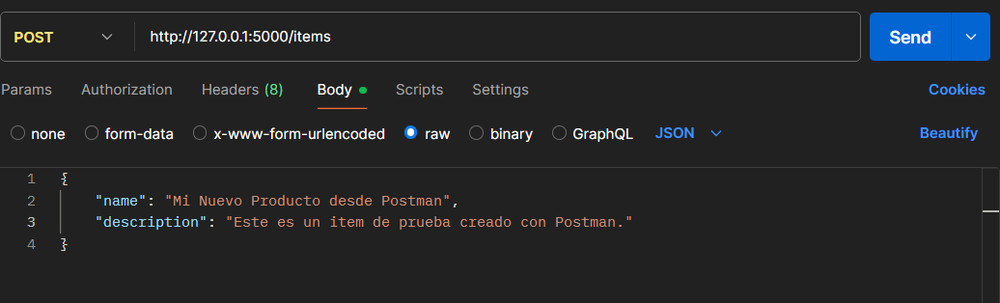 POST http://127.0.0.1:5000/items Send
Params Authorization Headers (8) Body Scripts Settings Cookies
none form-data x-www-form-urlencoded raw binary GraphQL JSON Beautify
1 {
2 "name": "Mi Nuevo Producto desde Postman",
3 "description": "Este es un item de prueba creado con Postman."
4 }